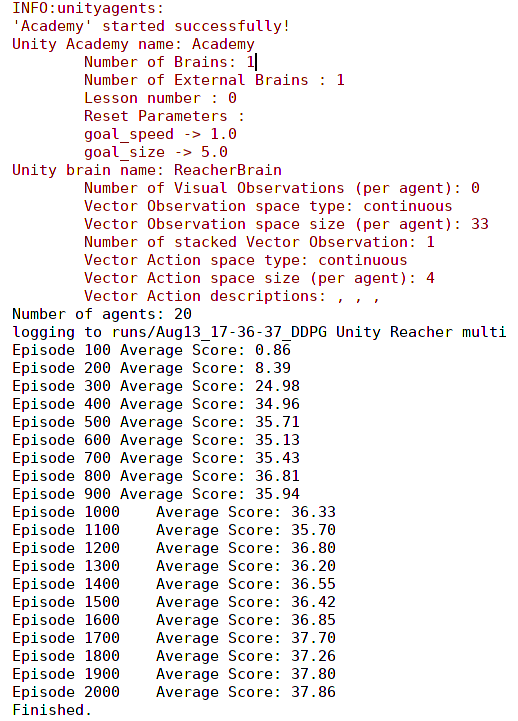 INFO:unityagents:
'Academy' started successfully!
Unity Academy name: Academy
        Number of Brains: 1
        Number of External Brains : 1
        Lesson number : 0
        Reset Parameters :
        goal_speed -> 1.0
        goal_size -> 5.0
Unity brain name: ReacherBrain
        Number of Visual Observations (per agent): 0
        Vector Observation space type: continuous
        Vector Observation space size (per agent): 33
        Number of stacked Vector Observation: 1
        Vector Action space type: continuous
        Vector Action space size (per agent): 4
        Vector Action descriptions: , , ,
Number of agents: 20
logging to runs/Aug13_17-36-37_DDPG Unity Reacher multi
Episode 100 Average Score: 0.86
Episode 200 Average Score: 8.39
Episode 300 Average Score: 24.98
Episode 400 Average Score: 34.96
Episode 500 Average Score: 35.71
Episode 600 Average Score: 35.13
Episode 700 Average Score: 35.43
Episode 800 Average Score: 36.81
Episode 900 Average Score: 35.94
Episode 1000    Average Score: 36.33
Episode 1100    Average Score: 35.70
Episode 1200    Average Score: 36.80
Episode 1300    Average Score: 36.20
Episode 1400    Average Score: 36.55
Episode 1500    Average Score: 36.42
Episode 1600    Average Score: 36.85
Episode 1700    Average Score: 37.70
Episode 1800    Average Score: 37.26
Episode 1900    Average Score: 37.80
Episode 2000    Average Score: 37.86
Finished.